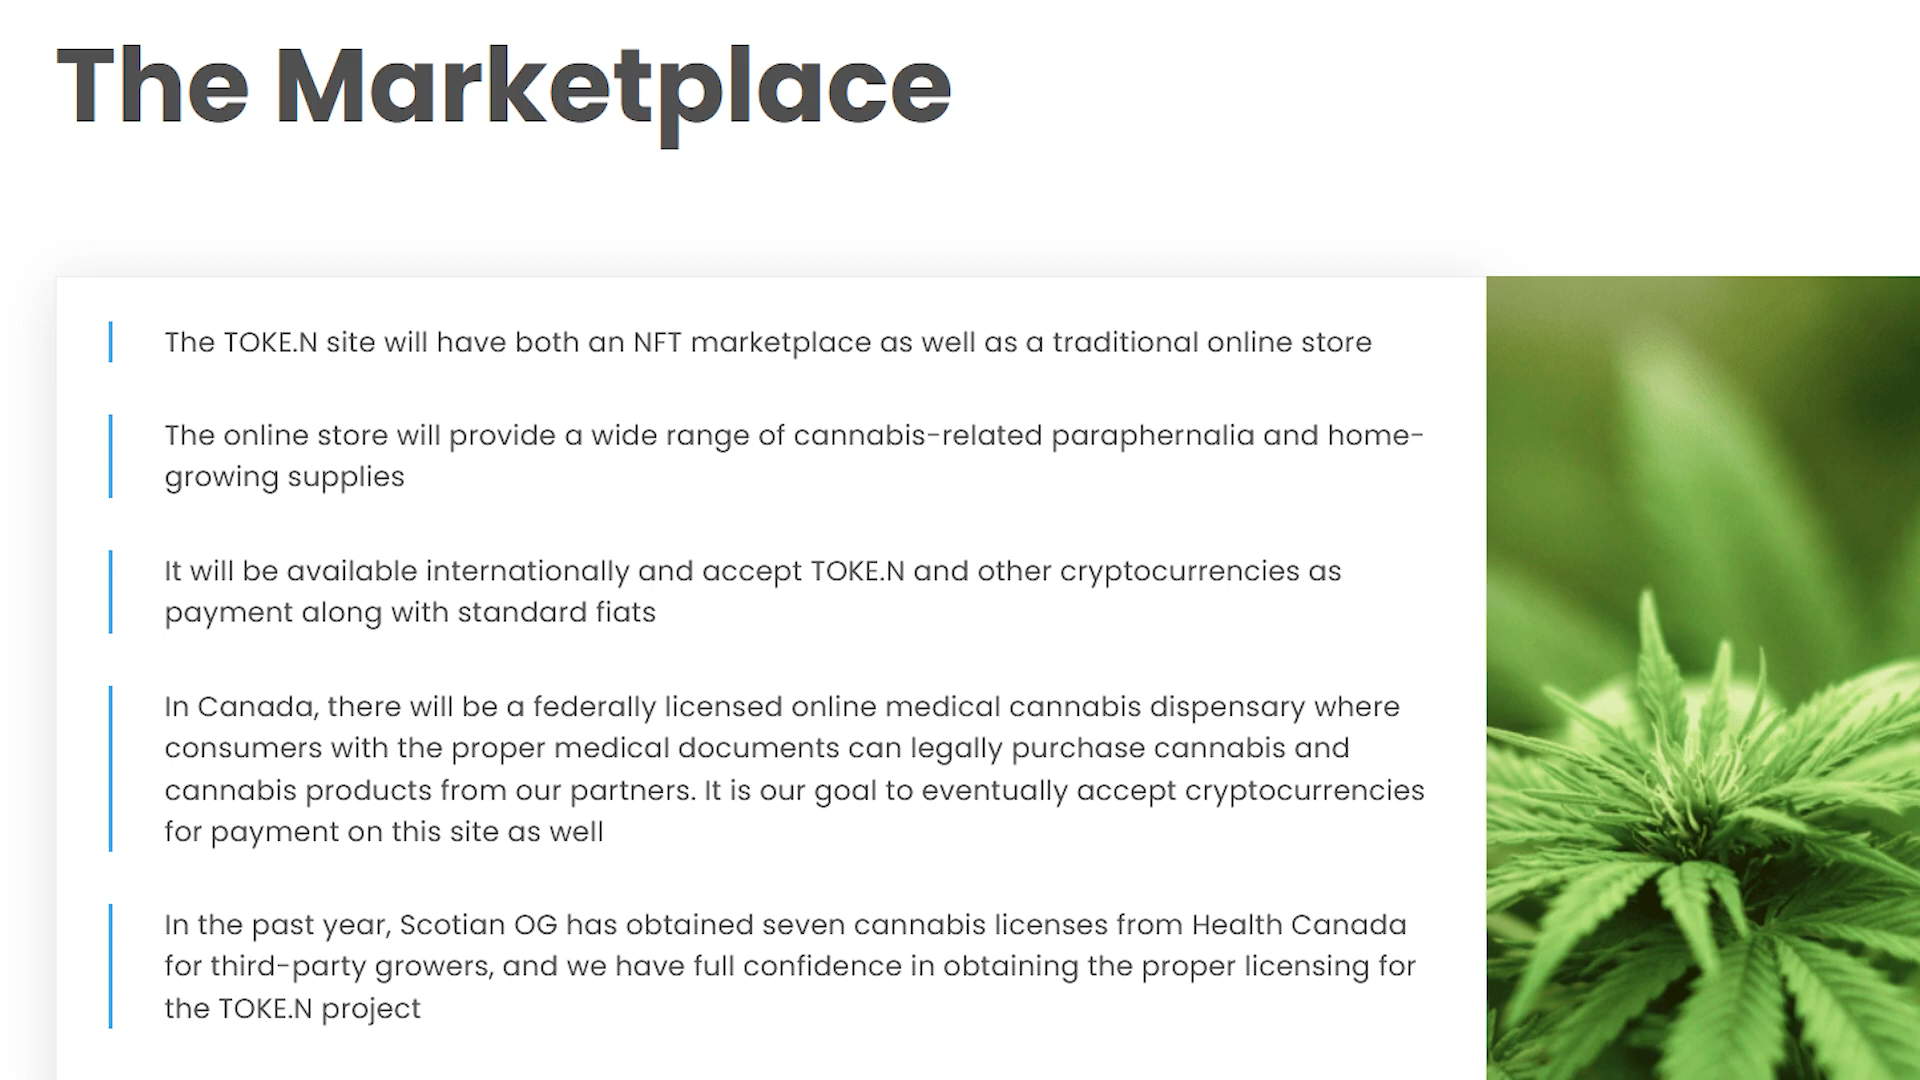 The Marketplace
The TOKE.N site will have both an NFT marketplace as well as a traditional online store
The online store will provide a wide range of cannabis-related paraphernalia and home-
growing supplies
It will be available internationally and accept TOKE.N and other cryptocurrencies as
payment along with standard fiats
In Canada, there will be a federally licensed online medical cannabis dispensary where
consumers with the proper medical documents can legally purchase cannabis and
cannabis products from our partners. It is our goal to eventually accept cryptocurrencies
for payment on this site as well
In the past year, Scotian OG has obtained seven cannabis licenses from Health Canada
for third-party growers, and we have full confidence in obtaining the proper licensing for
the TOKE.N project